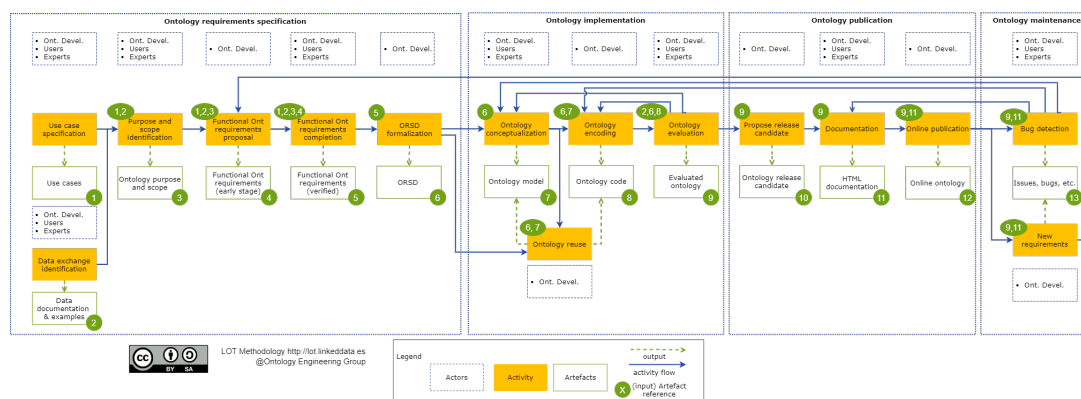 Ontology requirements specification
Ontology implementation
Ontology publication
Ontology maintenance
• Ont. Devel.
• Users
• Experts
• Ont. Devel.
• Users
• Experts
• Ont. Devel.
• Ont. Devel.
• Users
• Experts
• Ont. Devel.
• Ont. Devel.
• Users
• Experts
• Ont. Devel.
• Ont. Devel.
• Users
• Experts
• Ont. Devel.
• Ont. Devel.
• Ont. Devel.
• Ont. Devel.
• Users
• Experts
Use case
specification
1,2
Purpose and
scope
identification
1,2,3
Functional Ont
requirements
proposal
1,2,3,4
Functional Ont
requirements
completion
5
ORSD
formalization
6
Ontology
conceptualization
6,7
Ontology
encoding
2,6,8
Ontology
evaluation
9
Propose release
candidate
9
Documentation
9,11
Online publication
9,11
Bug detection
Use cases
1
Ontology purpose
and scope
3
Functional Ont
requirements
(early stage)
4
Functional Ont
requirements
(verified)
5
ORSD
6
Ontology model
7
Ontology code
8
Evaluated
ontology
9
Ontology release
candidate
10
HTML
documentation
11
Online ontology
12
Issues, bugs, etc.
13
• Ont. Devel.
• Users
• Experts
6, 7
Ontology reuse
9,11
New
requirements
Data exchange
identification
• Ont. Devel.
• Ont. Devel.
Data
documentation
& examples
2
cc
BY SA
LOT Methodology http://lot.linkeddata.es
@Ontology Engineering Group
Legend
Actors
Activity
Artefacts
output
activity flow
X
(input) Artefact
reference